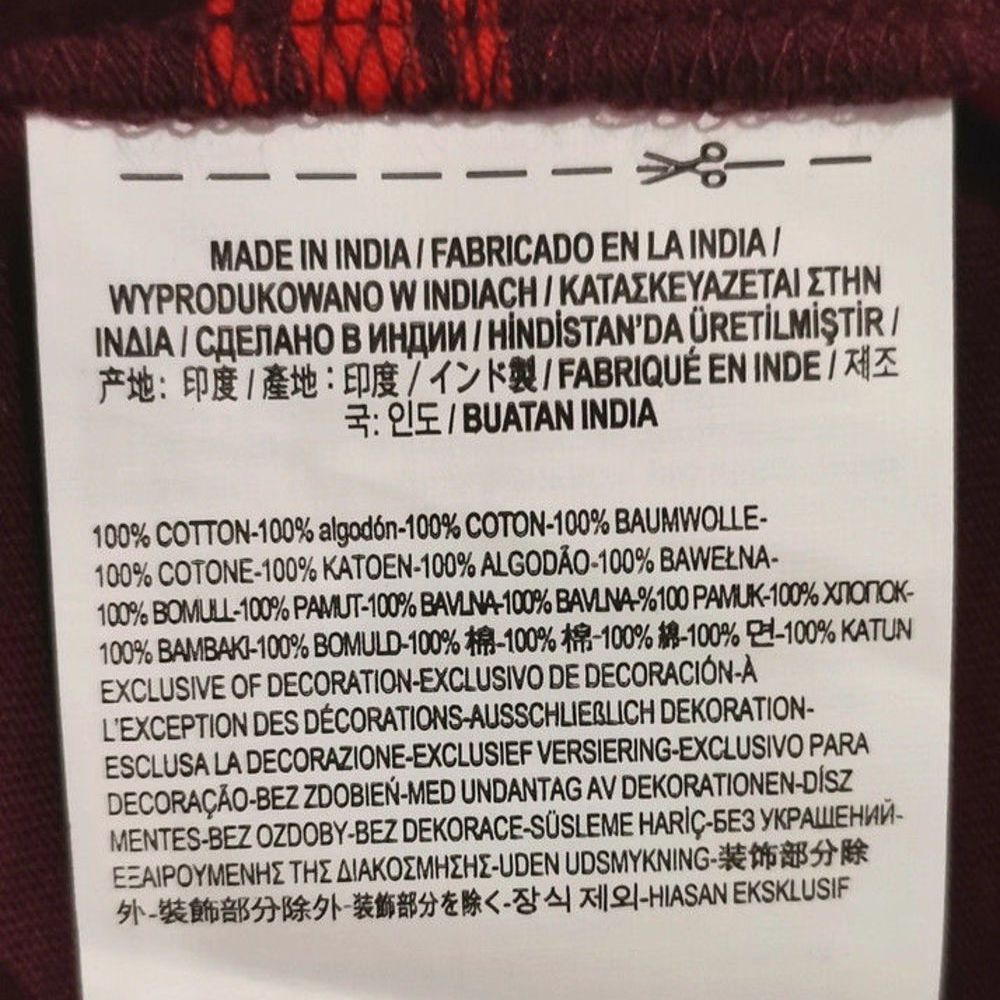 MADE IN INDIA / FABRICADO EN LA INDIA /
WYPRODUKOWANO W INDIACH / ΚΑΤΑΣΚΕΥΑΖΕΤΑΙ ΣΤΗΝ
ΙΝΔΙΑ / СДЕЛАНО В ИНДИИ / HİNDİSTAN'DA ÜRETİLMİŞTİR /
产地: 印度 / 產地:印度 / インド製 / FABRIQUÉ EN INDE / 제조
국: 인도 / BUATAN INDIA
100% COTTON-100% algodón-100% COTON-100% BAUMWOLLE-
100% COTONE-100% KATOEN-100% ALGODÃO-100% BAWEŁNA-
100% BOMULL-100% PAMUT-100% BAVLNA-100% BAVLNA-%100 PAMUK-100% ХЛОПОК-
100% BAMBAKI-100% BOMULD-100% 棉-100% 棉-100% 綿-100% 면-100% KATUN
EXCLUSIVE OF DECORATION-EXCLUSIVO DE DECORACIÓN-À
L'EXCEPTION DES DÉCORATIONS-AUSSCHLIEßLICH DEKORATION-
ESCLUSA LA DECORAZIONE-EXCLUSIEF VERSIERING-EXCLUSIVO PARA
DECORAÇÃO-BEZ ZDOBIEŃ-MED UNDANTAG AV DEKORATIONEN-DÍSZ
MENTES-BEZ OZDOBY-BEZ DEKORACE-SÜSLEME HARİÇ-БЕЗ УКРАШЕНИЙ-
ΕΞΑΙΡΟΥΜΕΝΗΣ ΤΗΣ ΔΙΑΚΟΣΜΗΣΗΣ-UDEN UDSMYKNING-装饰部分除
外-裝飾部分除外-装飾部分を除く-장식 제외-HIASAN EKSKLUSIF